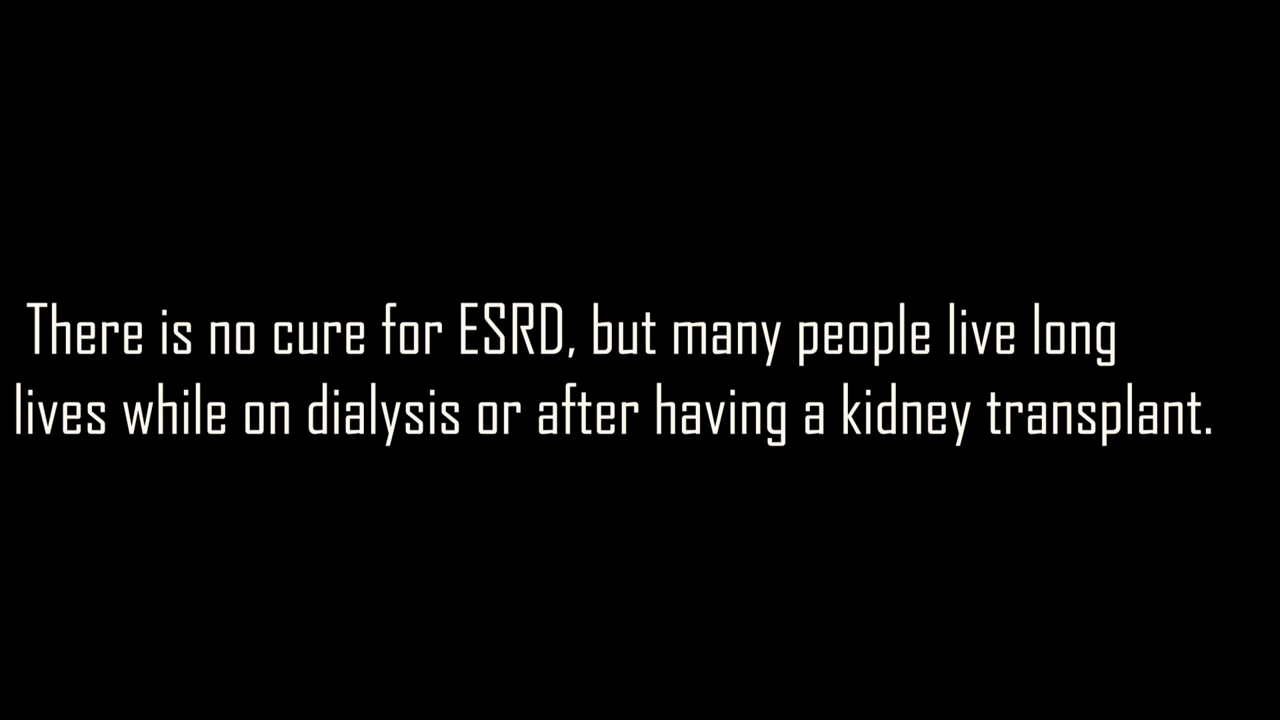 There is no cure for ESRD, but many people live long
lives while on dialysis or after having a kidney transplant.